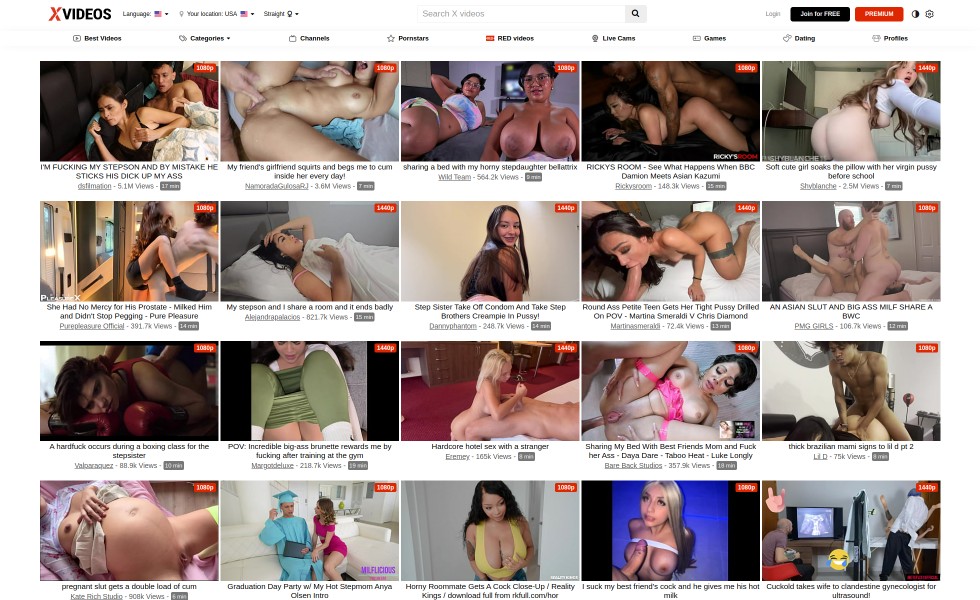 XVIDEOS
Language:
Your location: USA
Straight
Search X videos
Login
Join for FREE
PREMIUM
Best Videos
Categories
Channels
Pornstars
RED videos
Live Cams
Games
Dating
Profiles
1080p
1080p
1080p
1080p
RICKY'S ROOM
1440p
I'M FUCKING MY STEPSON AND BY MISTAKE HE
STICKS HIS DICK UP MY ASS
dsfilmation - 5.1M Views - 17 min
My friend's girlfriend squirts and begs me to cum
inside her every day!
NamoradaGulosaRJ - 3.6M Views - 7 min
sharing a bed with my horny stepdaughter bellattrix
Wild Team - 564.2k Views - 9 min
RICKYS ROOM - See What Happens When BBC
Damion Meets Asian Kazumi
Rickysroom - 148.3k Views - 15 min
Soft cute girl soaks the pillow with her virgin pussy
before school
Shyblanche - 2.5M Views - 7 min
1080p
1440p
1440p
1440p
1080p
She Had No Mercy for His Prostate - Milked Him
and Didn't Stop Pegging - Pure Pleasure
Purepleasure Official - 391.7k Views - 14 min
My stepson and I share a room and it ends badly
Alejandrapalacios - 821.7k Views - 15 min
Step Sister Take Off Condom And Take Step
Brothers Creampie In Pussy!
Dannyphantom - 248.7k Views - 14 min
Round Ass Petite Teen Gets Her Tight Pussy Drilled
On POV - Martina Smeraldi V Chris Diamond
Martinasmeraldi - 72.4k Views - 13 min
AN ASIAN SLUT AND BIG ASS MILF SHARE A
BWC
PMG GIRLS - 106.7k Views - 12 min
1080p
1440p
1440p
1080p
1080p
A hardfuck occurs during a boxing class for the
stepsister
Valparaquez - 88.9k Views - 10 min
POV: Incredible big-ass brunette rewards me by
fucking after training at the gym
Margotdeluxe - 218.7k Views - 19 min
Hardcore hotel sex with a stranger
Eremey - 165k Views - 8 min
Sharing My Bed With Best Friends Mom and Fuck
her Ass - Daya Dare - Taboo Heat - Luke Longly
Bare Back Studios - 357.9k Views - 18 min
thick brazilian mami signs to lil d pt 2
Lil D - 75k Views - 6 min
1080p
1080p
MILFLICIOUS
1080p
1080p
1440p
pregnant slut gets a double load of cum
Kate Rich Studio - 908k Views - 6 min
Graduation Day Party w/ My Hot Stepmom Anya
Olsen Intro
Horny Roommate Gets A Cock Close-Up / Reality
Kings / download full from rkfull.com/hor
I suck my best friend's cock and he gives me his hot
milk
Cuckold takes wife to clandestine gynecologist for
ultrasound!